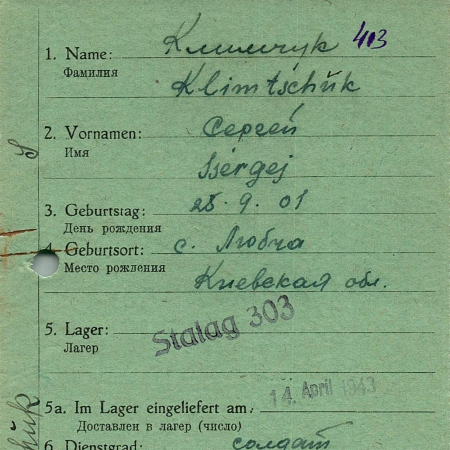 1. Name: Климчук 403
Фамилия
Klimtschük
2. Vornamen: Сергей
Имя
Ssergej
3. Geburtstag: 28. 9. 01
День рождения
4. Geburtsort: с. Любча
Место рождения
Киевская обл.
5. Lager: Stalag 303
Лагер
14. April 1943
5a. Im Lager eingeliefert am:
Доставлен в лагер (число)
6. Dienstgrad: солдат